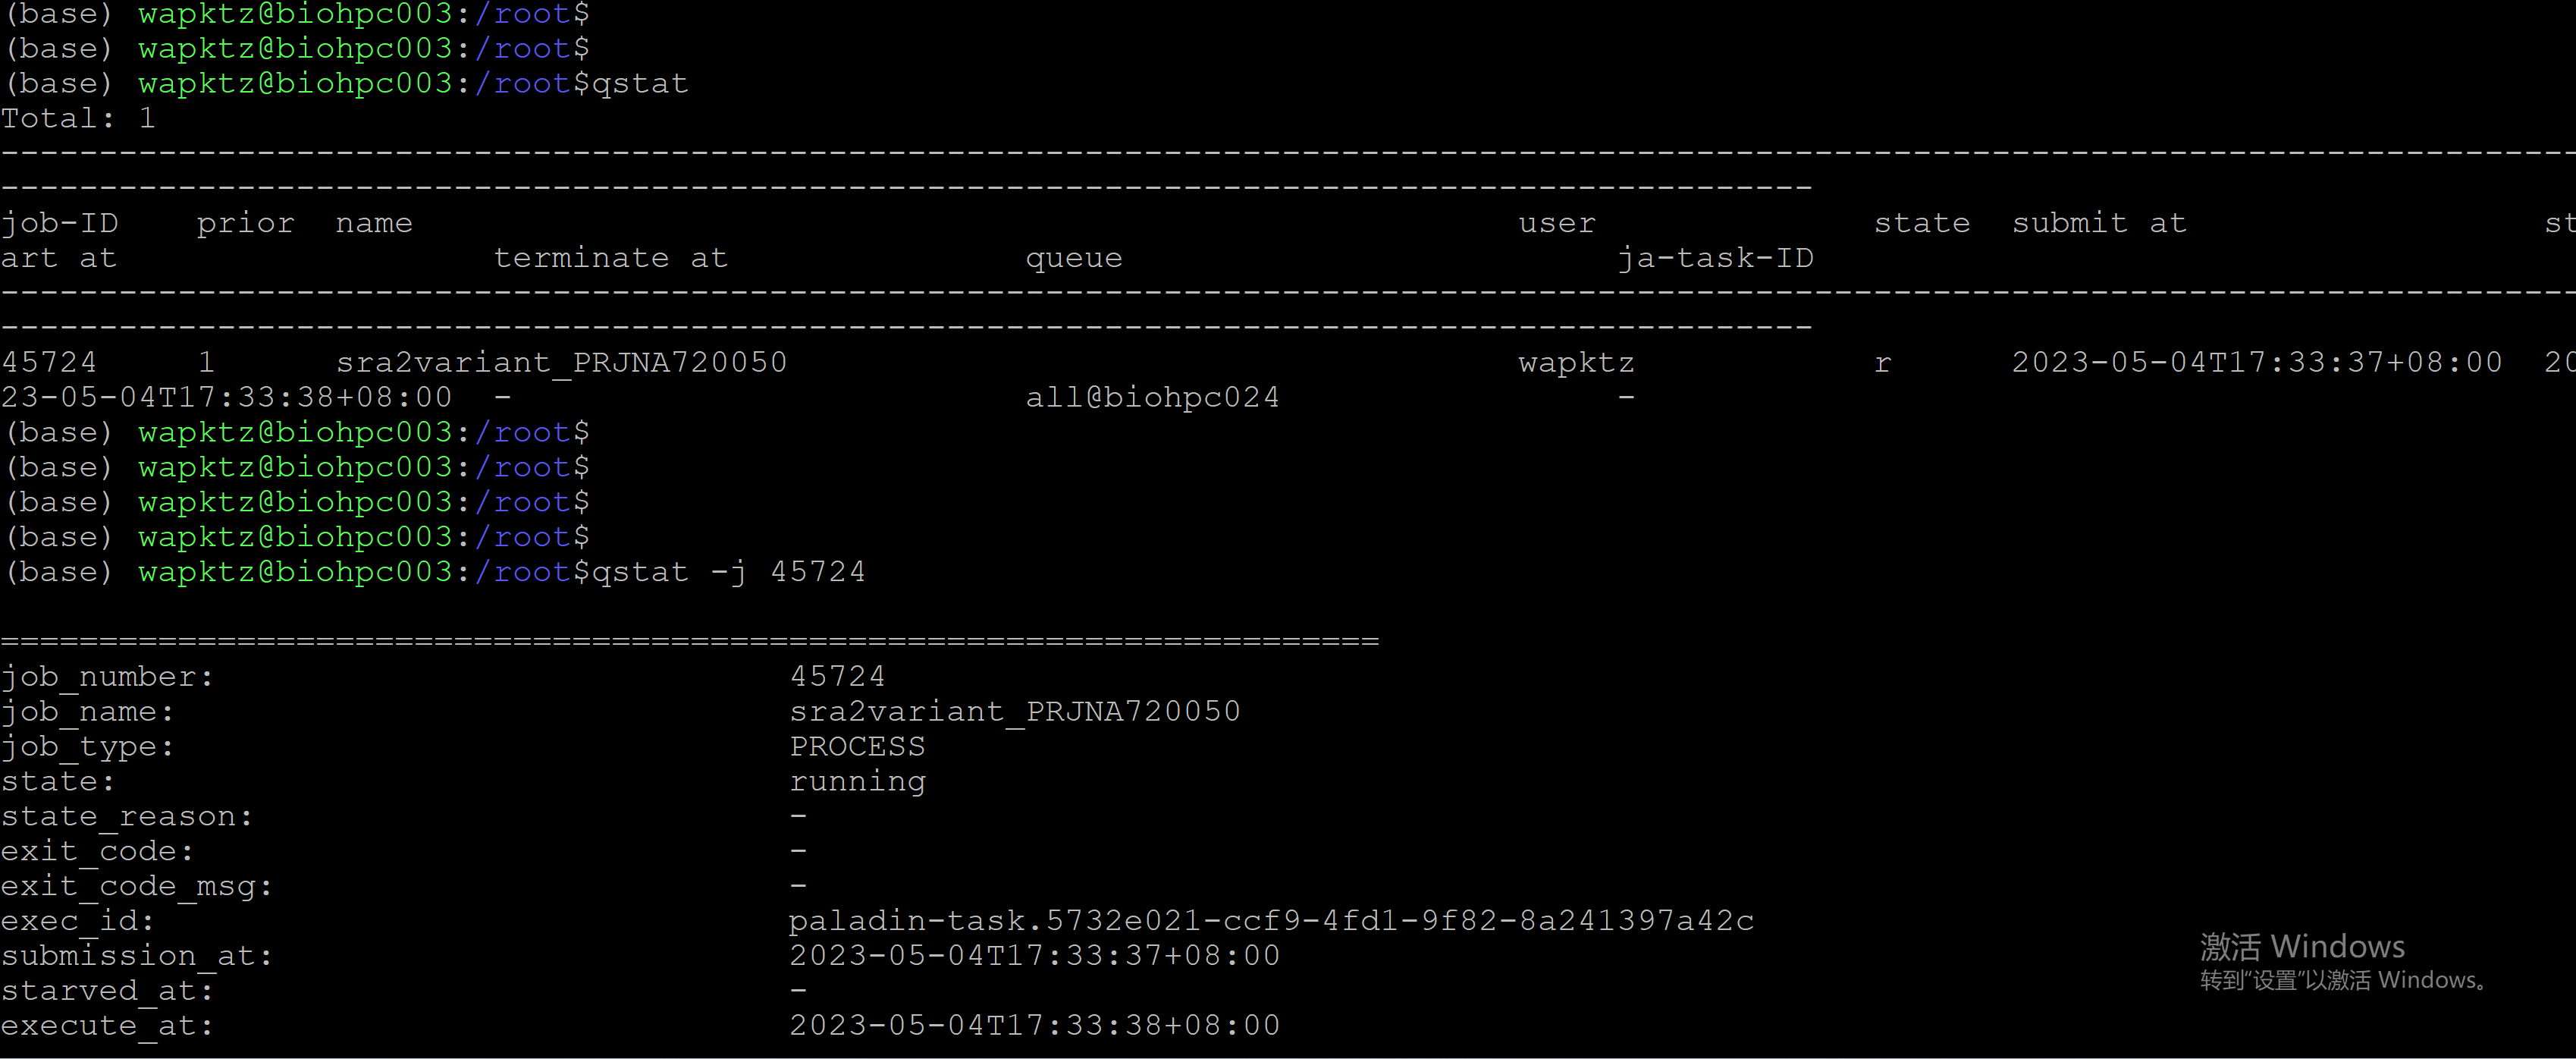 (base) wapktz@biohpc003:/root$
(base) wapktz@biohpc003:/root$
(base) wapktz@biohpc003:/root$qstat
Total: 1
-----------------------------------------------------------------------------------------------------------------------------------
--------------------------------------------------------------------------------------------
job-ID    prior  name                                                        user              state  submit at                  st
art at                   terminate at               queue                         ja-task-ID
-----------------------------------------------------------------------------------------------------------------------------------
--------------------------------------------------------------------------------------------
45724     1      sra2variant_PRJNA720050                                     wapktz            r      2023-05-04T17:33:37+08:00  20
23-05-04T17:33:38+08:00  -                          all@biohpc024                 -
(base) wapktz@biohpc003:/root$
(base) wapktz@biohpc003:/root$
(base) wapktz@biohpc003:/root$
(base) wapktz@biohpc003:/root$
(base) wapktz@biohpc003:/root$qstat -j 45724
======================================================================
job_number:                             45724
job_name:                               sra2variant_PRJNA720050
job_type:                               PROCESS
state:                                  running
state_reason:                           -
exit_code:                              -
exit_code_msg:                          -
exec_id:                                paladin-task.5732e021-ccf9-4fd1-9f82-8a241397a42c
submission_at:                          2023-05-04T17:33:37+08:00
starved_at:                             -
execute_at:                             2023-05-04T17:33:38+08:00
激活 Windows
转到“设置”以激活 Windows。